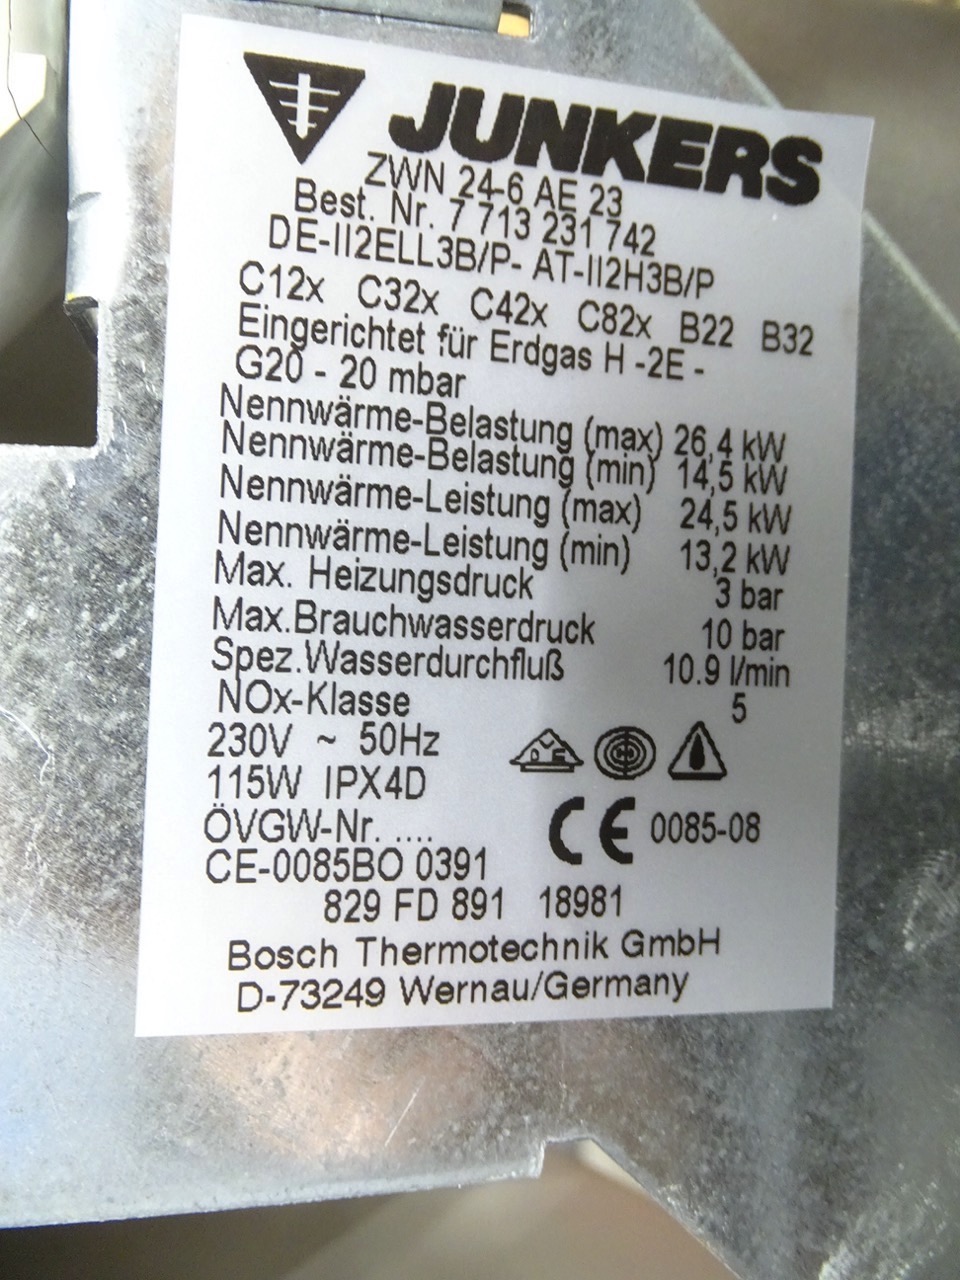 JUNKERS
ZWN 24-6 AE 23
Best. Nr. 7 713 231 742
DE-II2ELL3B/P- AT-II2H3B/P
C12x C32x C42x C82x B22 B32
Eingerichtet für Erdgas H -2E -
G20 - 20 mbar
Nennwärme-Belastung (max) 26,4 kW
Nennwärme-Belastung (min) 14,5 kW
Nennwärme-Leistung (max) 24,5 kW
Nennwärme-Leistung (min) 13,2 kW
Max. Heizungsdruck 3 bar
Max.Brauchwasserdruck 10 bar
Spez.Wasserdurchfluß 10.9 l/min
NOx-Klasse 5
230V ~ 50Hz
115W IPX4D
ÖVGW-Nr. .... CE 0085-08
CE-0085BO 0391
829 FD 891 18981
Bosch Thermotechnik GmbH
D-73249 Wernau/Germany